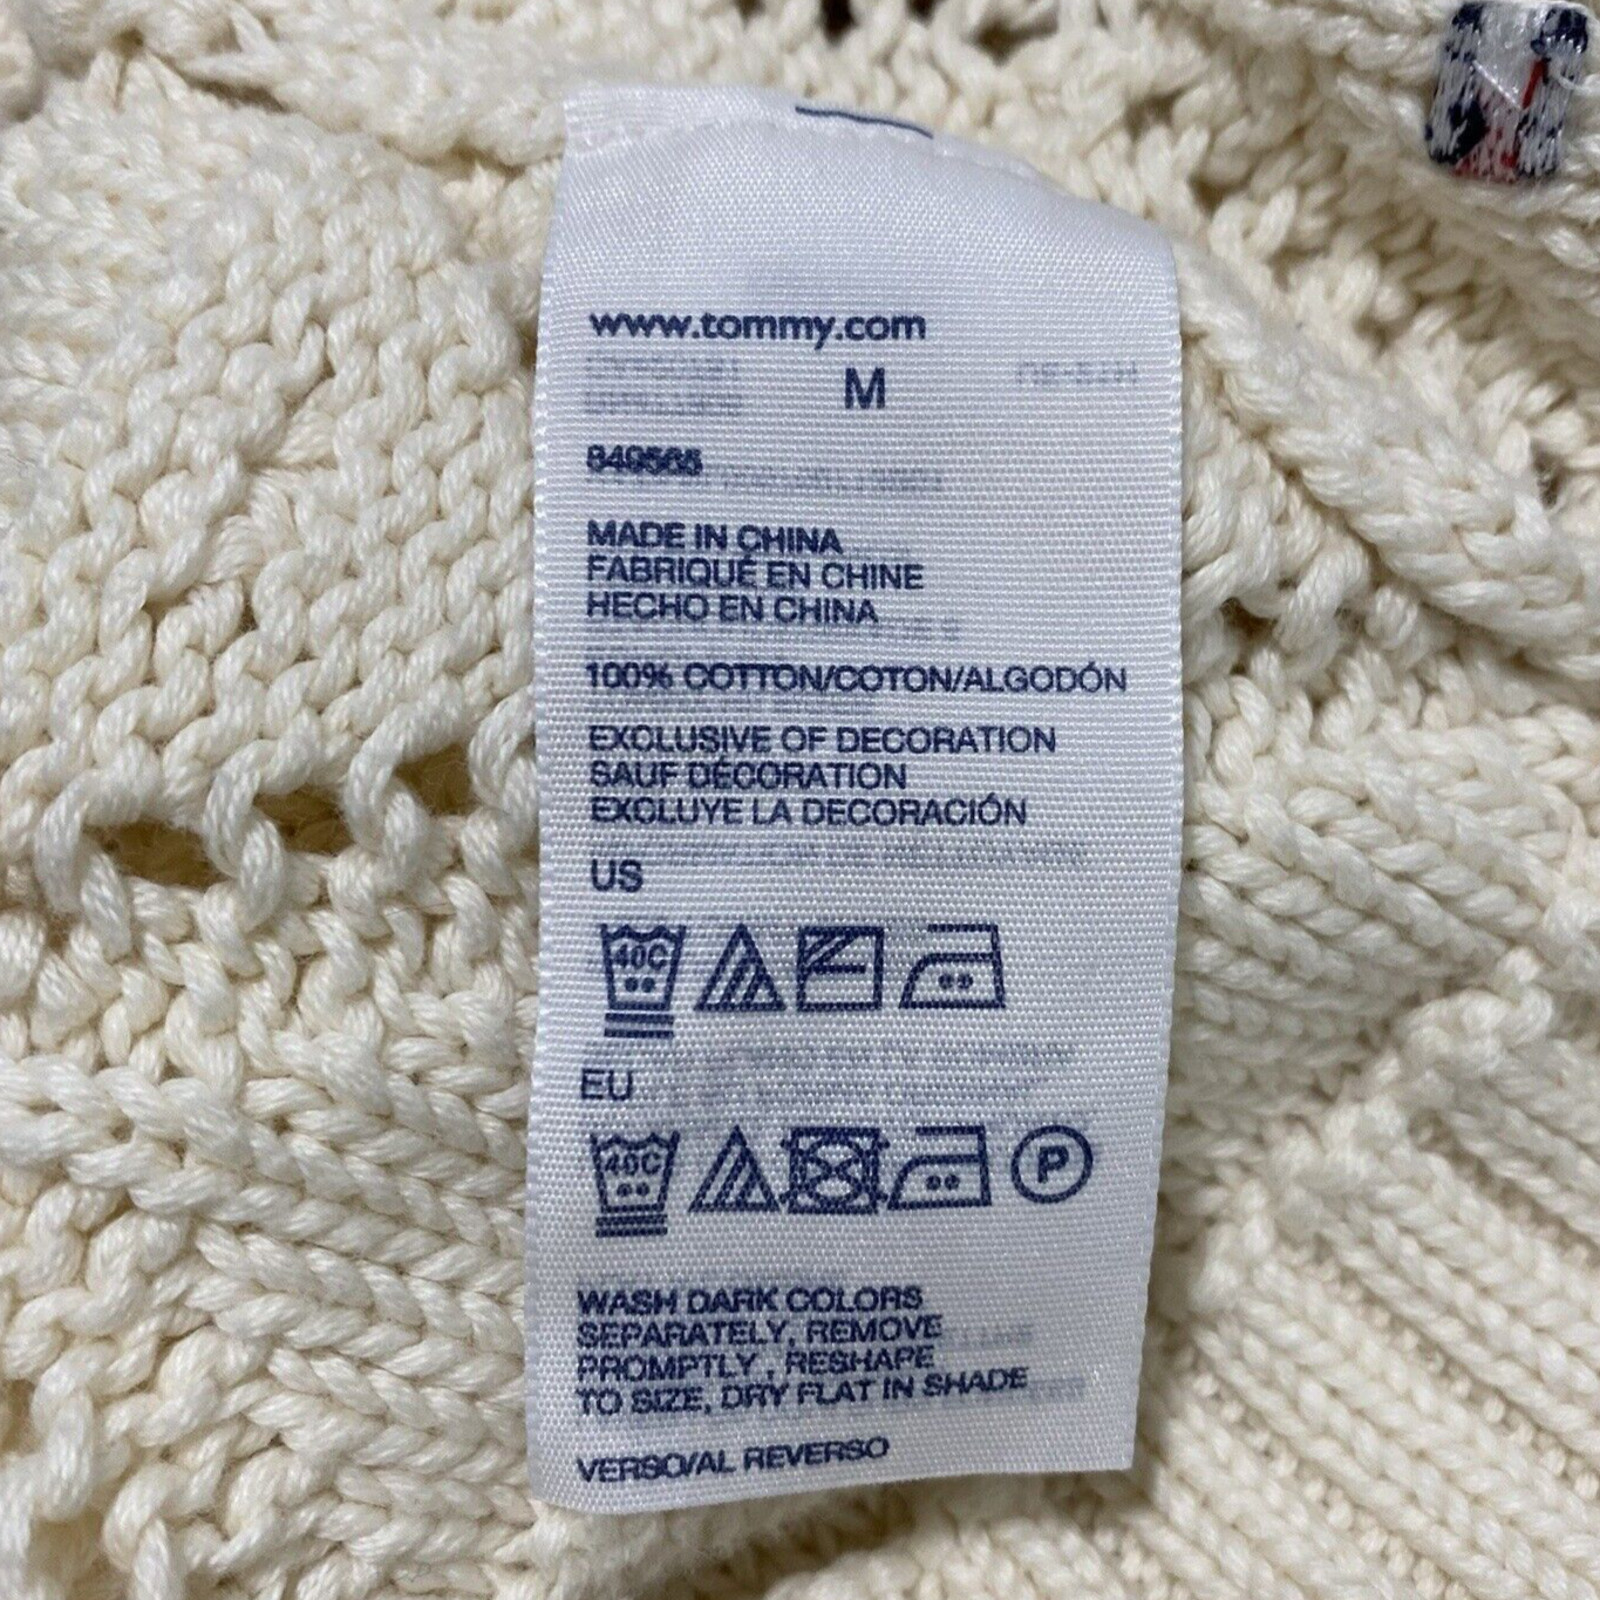 www.tommy.com
M
MADE IN CHINA
FABRIQUÉ EN CHINE
HECHO EN CHINA
100% COTTON/COTON/ALGODÓN
EXCLUSIVE OF DECORATION
SAUF DÉCORATION
EXCLUYE LA DECORACIÓN
US
40C
EU
40C P
WASH DARK COLORS
SEPARATELY, REMOVE
PROMPTLY, RESHAPE
TO SIZE, DRY FLAT IN SHADE
VERSO/AL REVERSO